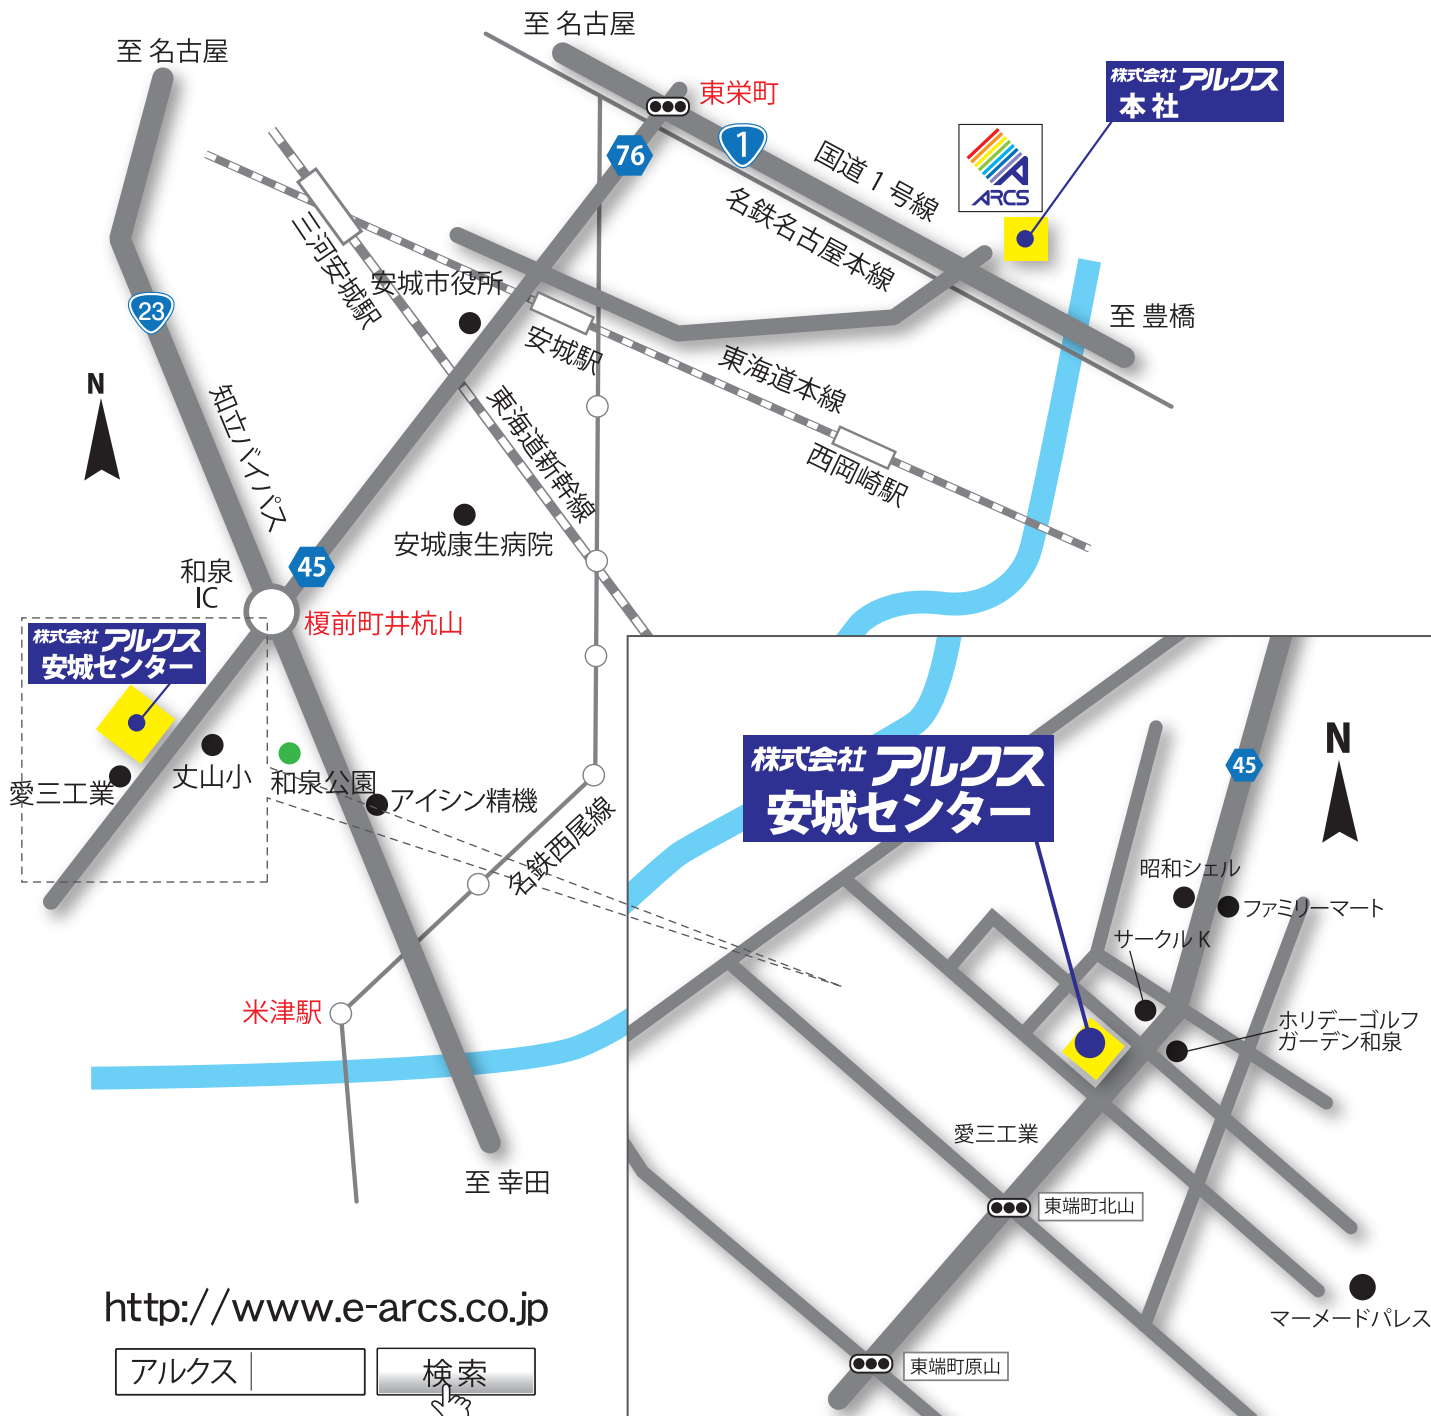 至 名古屋
至 名古屋
東栄町
株式会社 アルクス
本 社
76
1
国道 1 号線
ARCS
名鉄名古屋本線
三河安城駅
安城市役所
23
至 豊橋
安城駅
東海道本線
N
知立バイパス
東海道新幹線
西岡崎駅
安城康生病院
和泉
IC
45
榎前町井杭山
株式会社 アルクス
安城センター
丈山小
和泉公園
愛三工業
アイシン精機
名鉄西尾線
米津駅
至 幸田
N
45
株式会社 アルクス
安城センター
昭和シェル
ファミリーマート
サークル K
ホリデーゴルフ
ガーデン和泉
愛三工業
東端町北山
マーメードパレス
東端町原山
http://www.e-arcs.co.jp
アルクス
検索